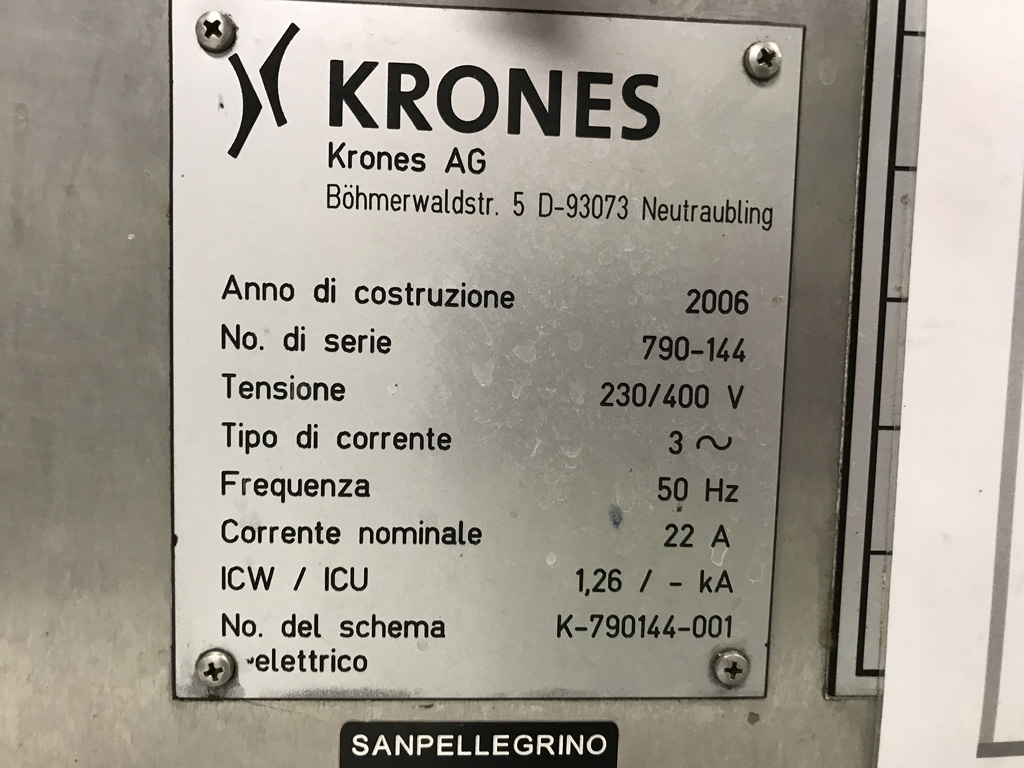 KRONES
Krones AG
Böhmerwaldstr. 5 D-93073 Neutraubling
Anno di costruzione 2006
No. di serie 790-144
Tensione 230/400 V
Tipo di corrente 3 ~
Frequenza 50 Hz
Corrente nominale 22 A
ICW / ICU 1,26 / - kA
No. del schema K-790144-001
elettrico
SANPELLEGRINO